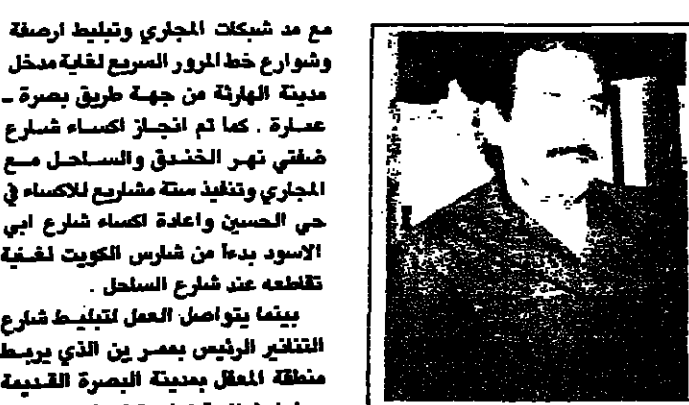 مع مد شبكات المجاري وتبليط ارصفة
وشوارع خط المرور السريع لغاية مدخل
مدينة الهارثة من جهة طريق بصرة ـ
عمارة . كما تم انجاز اكساء شارع
ضفتي نهر الخندق والساحل مع
المجاري وتنفيذ ستة مشاريع للاكساء في
حي الحسين واعادة اكساء شارع ابي
الاسود بدءاً من شارس الكويت لغـية
تقاطعه عند شارع الساحل .
بينما يتواصل العمل لتبليط شارع
التنانير الرئيس بعمر ين الذي يربط
منطقة المعقل بمدينة البصرة القديمة